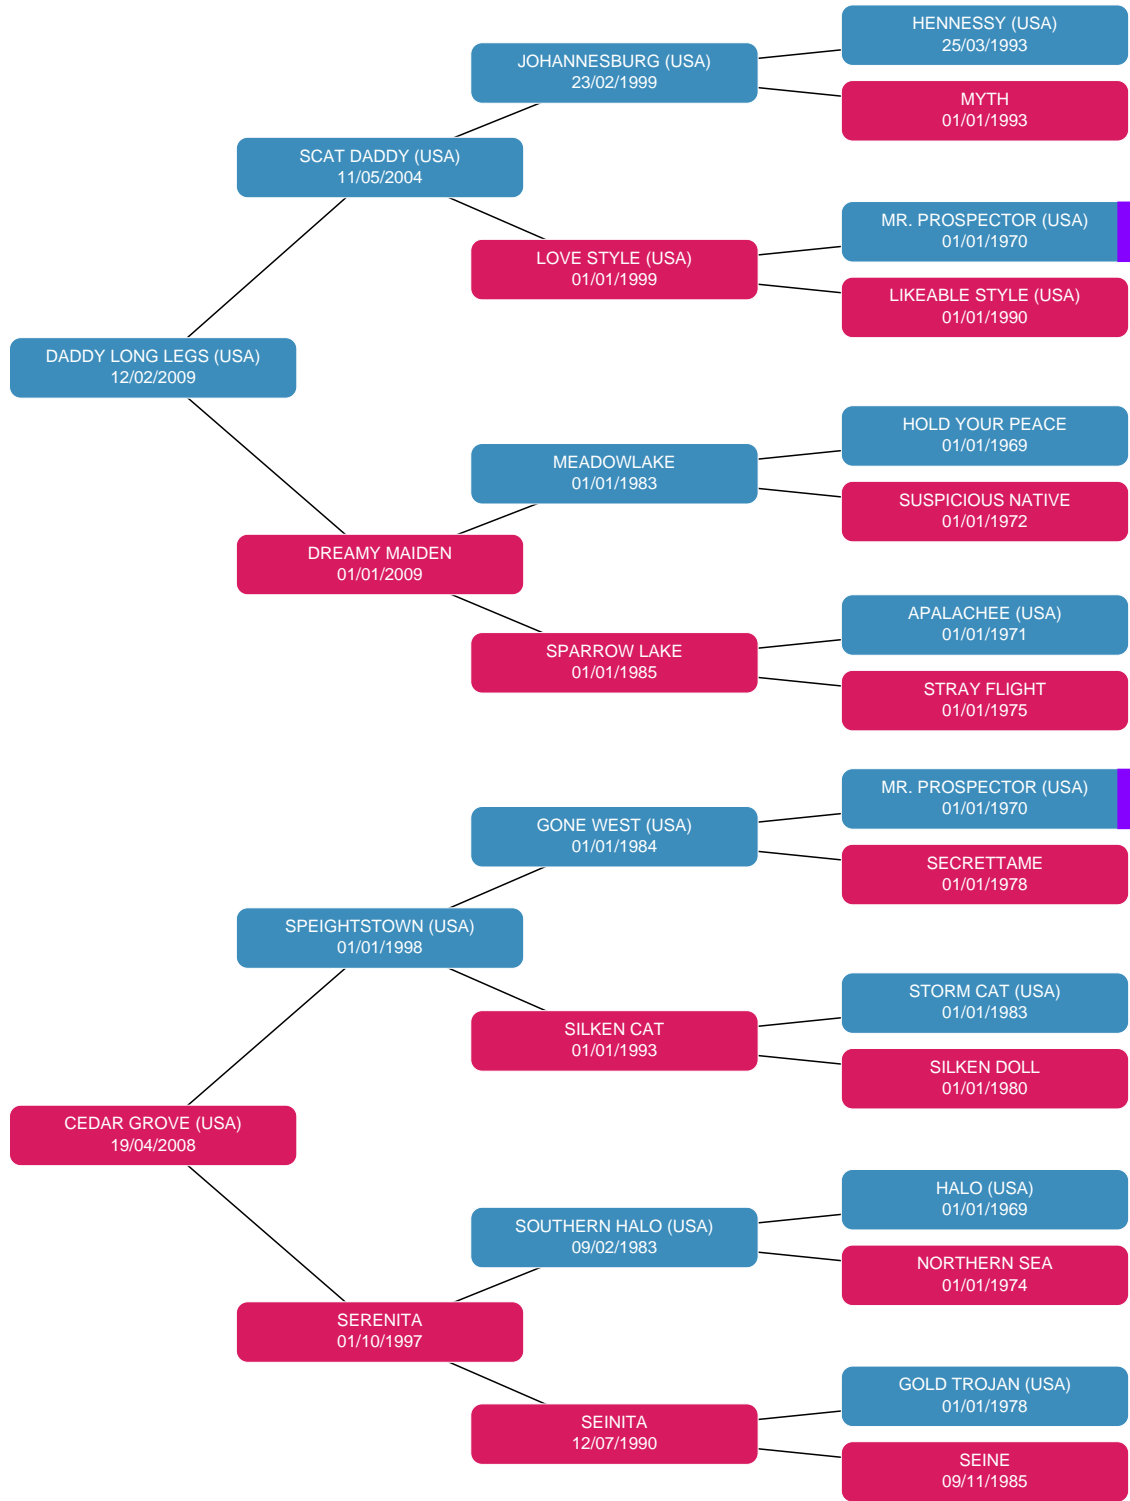 HENNESSY (USA)
25/03/1993
JOHANNESBURG (USA)
23/02/1999
MYTH
01/01/1993
SCAT DADDY (USA)
11/05/2004
MR. PROSPECTOR (USA)
01/01/1970
LOVE STYLE (USA)
01/01/1999
LIKEABLE STYLE (USA)
01/01/1990
DADDY LONG LEGS (USA)
12/02/2009
HOLD YOUR PEACE
01/01/1969
MEADOWLAKE
01/01/1983
SUSPICIOUS NATIVE
01/01/1972
DREAMY MAIDEN
01/01/2009
APALACHEE (USA)
01/01/1971
SPARROW LAKE
01/01/1985
STRAY FLIGHT
01/01/1975
MR. PROSPECTOR (USA)
01/01/1970
GONE WEST (USA)
01/01/1984
SECRETTAME
01/01/1978
SPEIGHTSTOWN (USA)
01/01/1998
STORM CAT (USA)
01/01/1983
SILKEN CAT
01/01/1993
SILKEN DOLL
01/01/1980
CEDAR GROVE (USA)
19/04/2008
HALO (USA)
01/01/1969
SOUTHERN HALO (USA)
09/02/1983
NORTHERN SEA
01/01/1974
SERENITA
01/10/1997
GOLD TROJAN (USA)
01/01/1978
SEINITA
12/07/1990
SEINE
09/11/1985